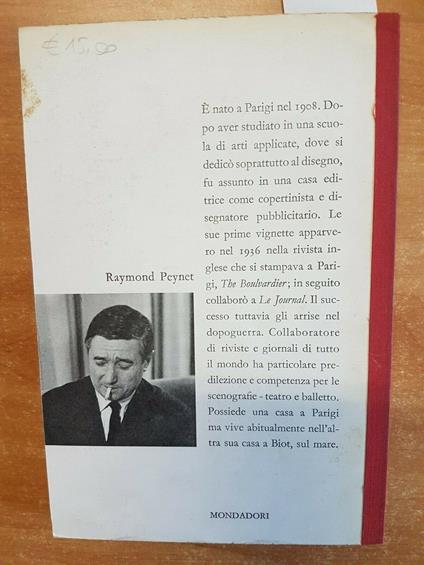 € 15,00
È nato a Parigi nel 1908. Do-
po aver studiato in una scuo-
la di arti applicate, dove si
dedicò soprattutto al disegno,
fu assunto in una casa edi-
trice come copertinista e di-
segnatore pubblicitario. Le
sue prime vignette apparve-
ro nel 1936 nella rivista in-
glese che si stampava a Pari-
gi, The Boulvardier; in seguito
collaborò a Le Journal. Il suc-
cesso tuttavia gli arrise nel
dopoguerra. Collaboratore
di riviste e giornali di tutto
il mondo ha particolare pre-
dilezione e competenza per le
scenografie - teatro e balletto.
Possiede una casa a Parigi
ma vive abitualmente nell'al-
tra sua casa a Biot, sul mare.
Raymond Peynet
MONDADORI